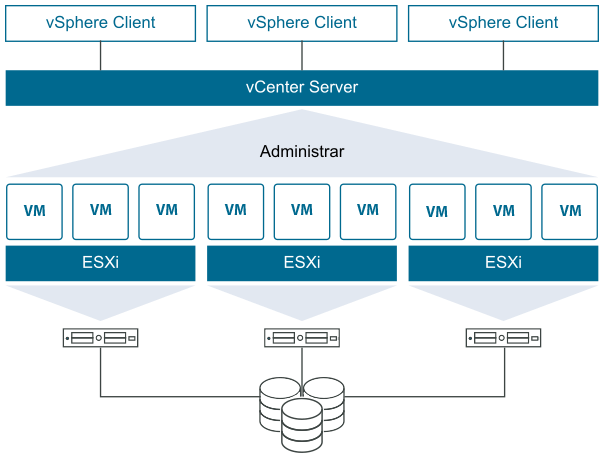 vSphere Client
vSphere Client
vSphere Client
vCenter Server
Administrar
VM
VM
VM
VM
VM
VM
VM
VM
VM
ESXi
ESXi
ESXi